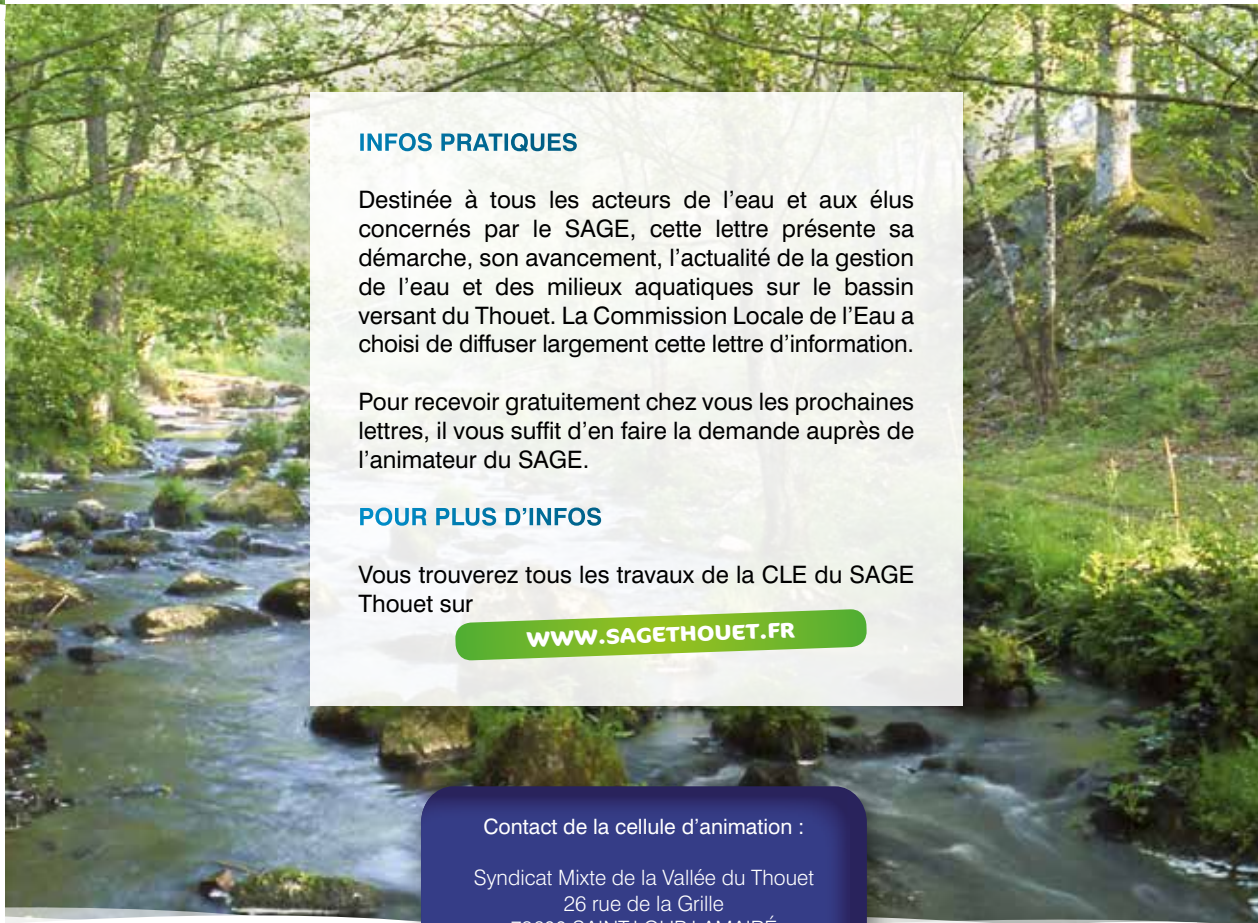 INFOS PRATIQUES
Destinée à tous les acteurs de l'eau et aux élus
concernés par le SAGE, cette lettre présente sa
démarche, son avancement, l'actualité de la gestion
de l'eau et des milieux aquatiques sur le bassin
versant du Thouet. La Commission Locale de l'Eau a
choisi de diffuser largement cette lettre d'information.
Pour recevoir gratuitement chez vous les prochaines
lettres, il vous suffit d'en faire la demande auprès de
l'animateur du SAGE.
POUR PLUS D'INFOS
Vous trouverez tous les travaux de la CLE du SAGE
Thouet sur
WWW.SAGETHOUET.FR
Contact de la cellule d'animation :
Syndicat Mixte de la Vallée du Thouet
26 rue de la Grille
SAINT LOUP LAMAIRÉ